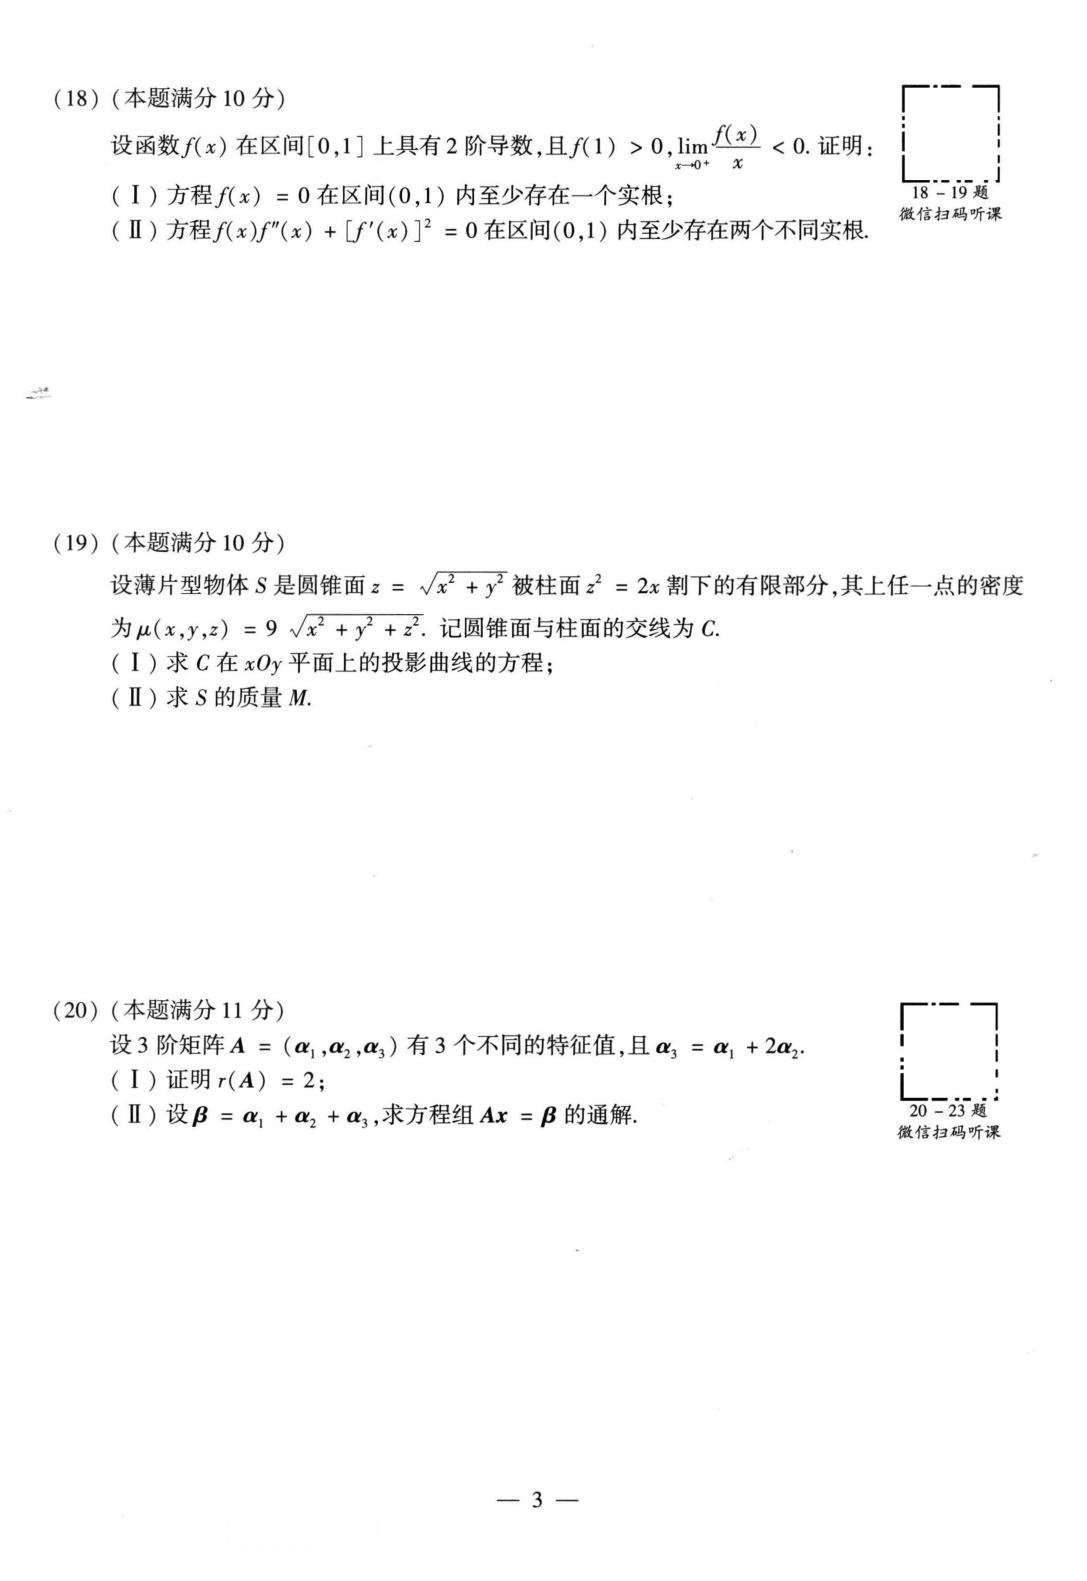 (18) (本题满分 10 分)
设函数f(x) 在区间[0,1] 上具有 2 阶导数,且f(1) > 0, lim_{x→0⁺} f(x)/x < 0. 证明:
(Ⅰ) 方程 f(x) = 0 在区间(0,1) 内至少存在一个实根;
(Ⅱ) 方程 f(x)f″(x) + [f′(x)]² = 0 在区间(0,1) 内至少存在两个不同实根.
18 - 19 题
微信扫码听课
(19) (本题满分 10 分)
设薄片型物体 S 是圆锥面 z = √(x² + y²) 被柱面 z² = 2x 割下的有限部分,其上任一点的密度
为 μ(x,y,z) = 9 √(x² + y² + z²). 记圆锥面与柱面的交线为 C.
(Ⅰ) 求 C 在 xOy 平面上的投影曲线的方程;
(Ⅱ) 求 S 的质量 M.
(20) (本题满分 11 分)
设 3 阶矩阵 A = (α₁,α₂,α₃) 有 3 个不同的特征值,且 α₃ = α₁ + 2α₂.
(Ⅰ) 证明 r(A) = 2;
(Ⅱ) 设 β = α₁ + α₂ + α₃,求方程组 Ax = β 的通解.
20 - 23 题
微信扫码听课
— 3 —